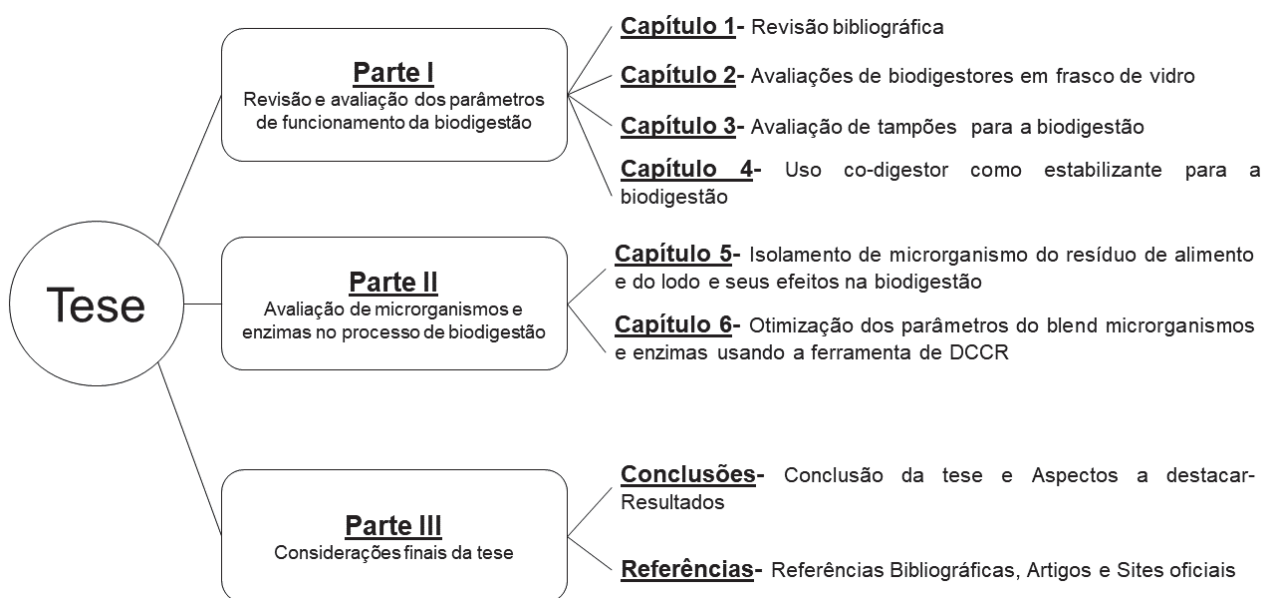 Tese
Parte I
Revisão e avaliação dos parâmetros
de funcionamento da biodigestão
Capítulo 1- Revisão bibliográfica
Capítulo 2- Avaliações de biodigestores em frasco de vidro
Capítulo 3- Avaliação de tampões para a biodigestão
Capítulo 4- Uso co-digestor como estabilizante para a
biodigestão
Parte II
Avaliação de microrganismos e
enzimas no processo de biodigestão
Capítulo 5- Isolamento de microrganismo do resíduo de alimento
e do lodo e seus efeitos na biodigestão
Capítulo 6- Otimização dos parâmetros do blend microrganismos
e enzimas usando a ferramenta de DCCR
Parte III
Considerações finais da tese
Conclusões- Conclusão da tese e Aspectos a destacar-
Resultados
Referências- Referências Bibliográficas, Artigos e Sites oficiais